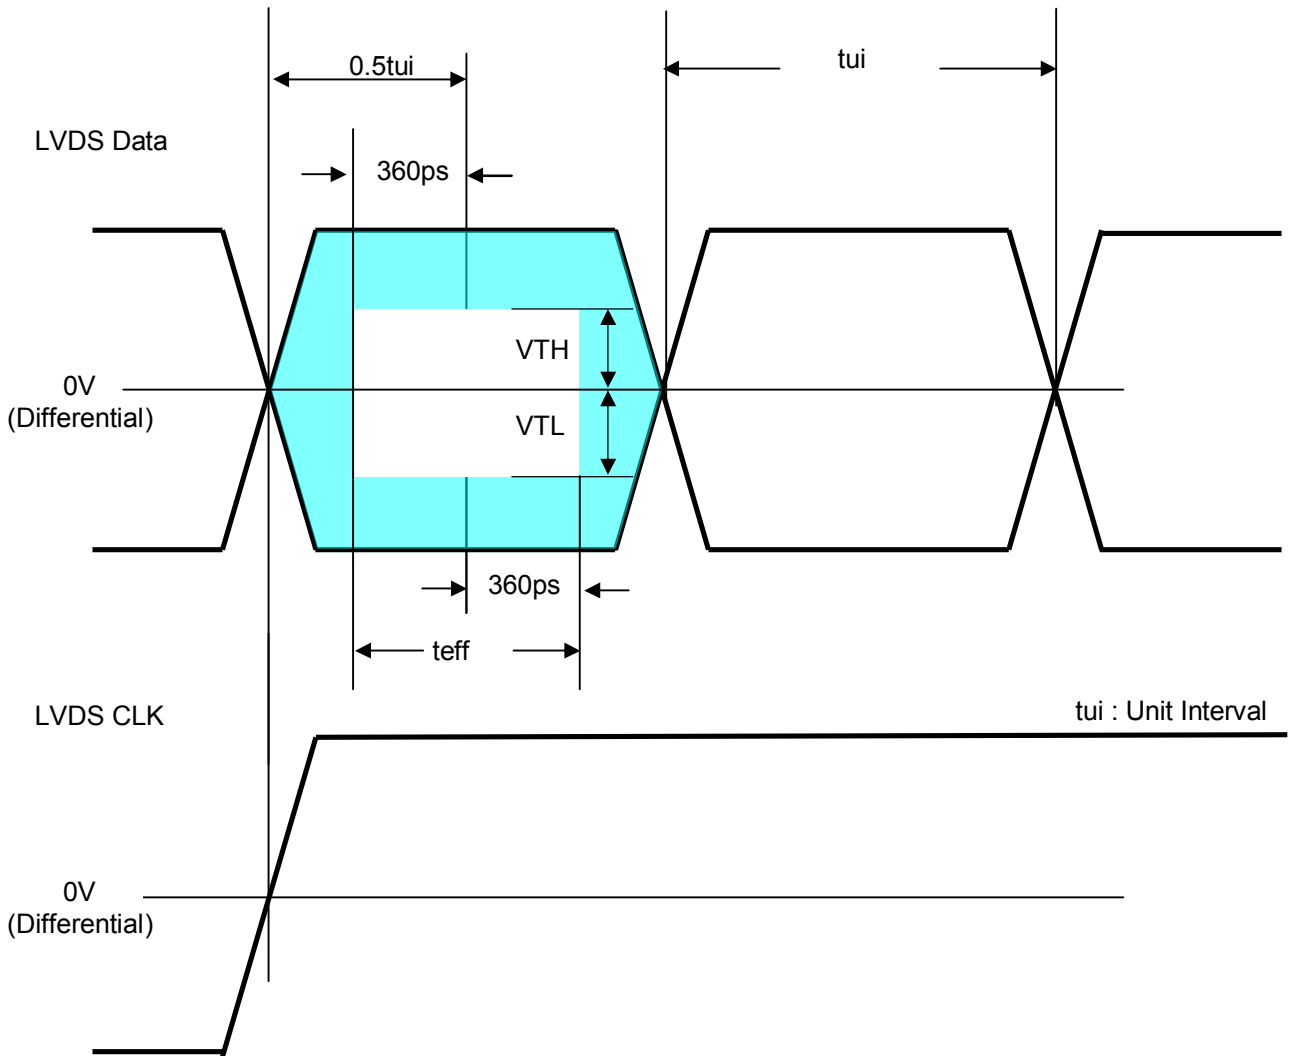 0.5tui
tui
LVDS Data
360ps
VTH
0V
(Differential)
VTL
360ps
teff
LVDS CLK
tui : Unit Interval
0V
(Differential)